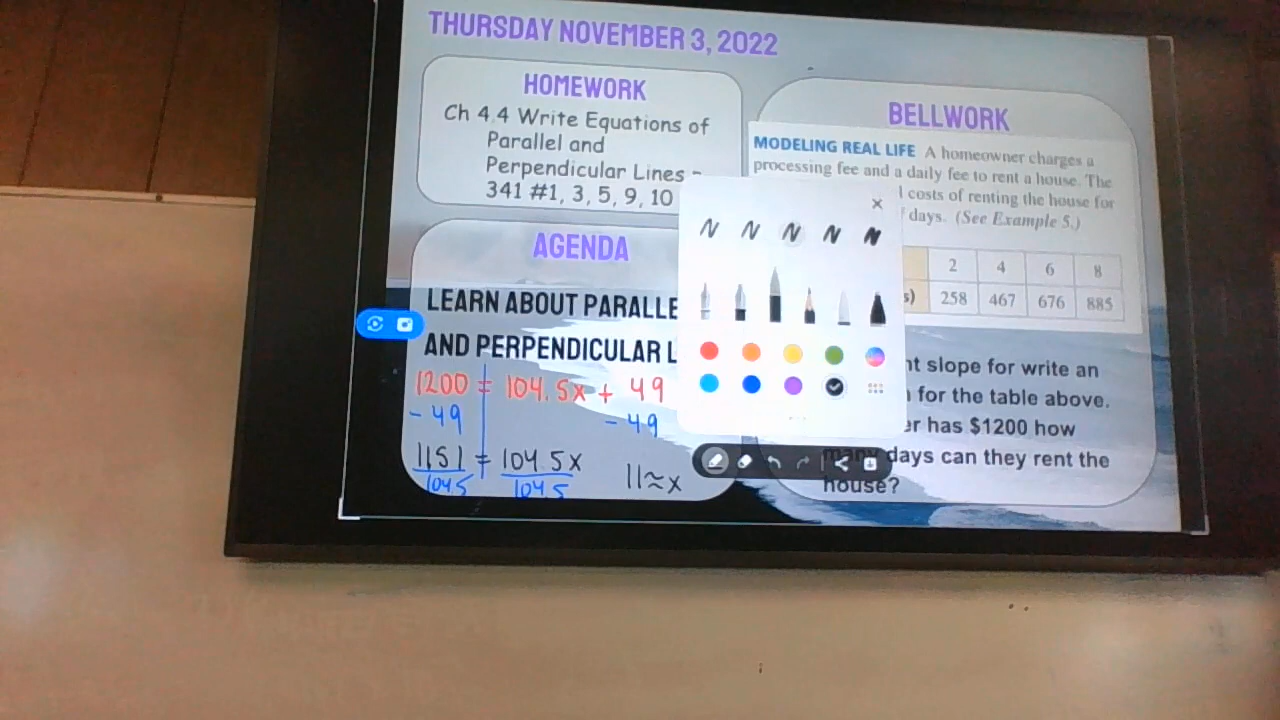 THURSDAY NOVEMBER 3, 2022
HOMEWORK
Ch 4.4 Write Equations of
Parallel and
Perpendicular Lines -
341 #1, 3, 5, 9, 10
AGENDA
LEARN ABOUT PARALLE
AND PERPENDICULAR L
1200 = 104.5x + 49
- 49 - 49
1151 = 104.5x
104.5 104.5
11≈x
BELLWORK
MODELING REAL LIFE A homeowner charges a
processing fee and a daily fee to rent a house. The
costs of renting the house for
days. (See Example 5.)
2 4 6 8
s) 258 467 676 885
nt slope for write an
for the table above.
er has $1200 how
many days can they rent the
house?